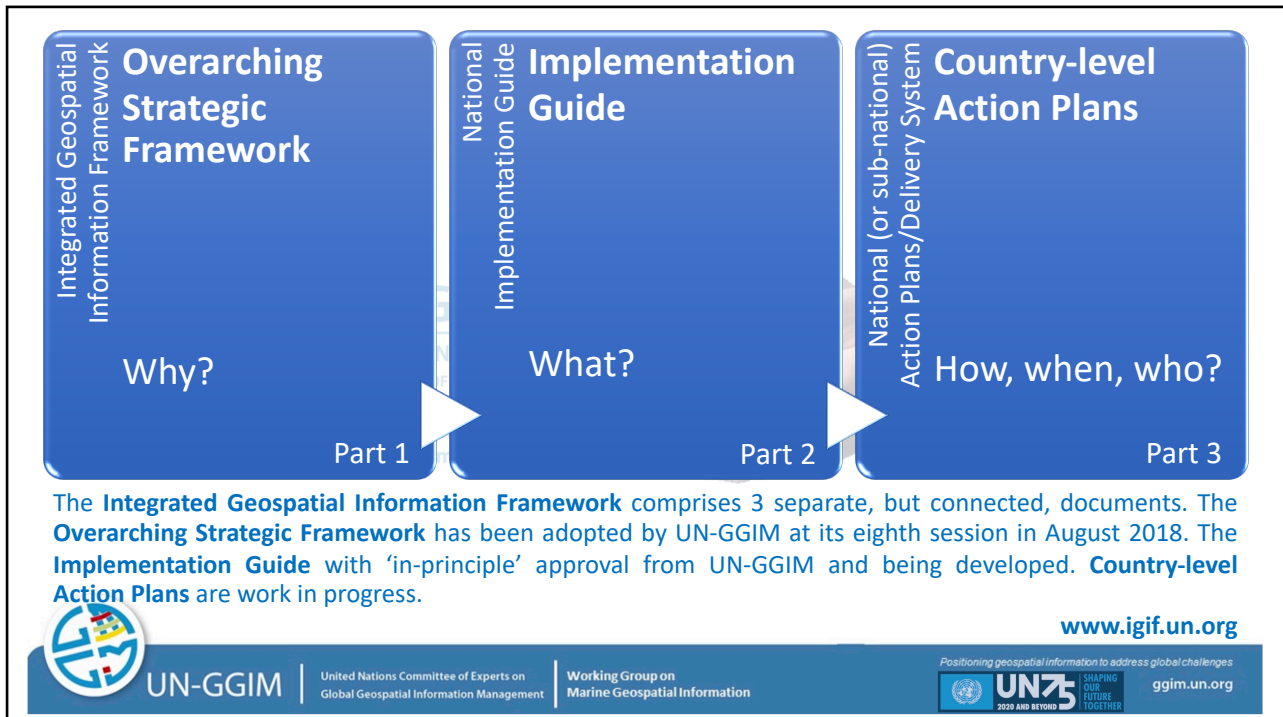 Integrated Geospatial
Information Framework
Overarching
Strategic
Framework
Why?
Part 1
National
Implementation Guide
Implementation
Guide
What?
Part 2
National (or sub-national)
Action Plans/Delivery System
Country-level
Action Plans
How, when, who?
Part 3
The Integrated Geospatial Information Framework comprises 3 separate, but connected, documents. The
Overarching Strategic Framework has been adopted by UN-GGIM at its eighth session in August 2018. The
Implementation Guide with ‘in-principle’ approval from UN-GGIM and being developed. Country-level
Action Plans are work in progress.
www.igif.un.org
UN-GGIM
United Nations Committee of Experts on
Global Geospatial Information Management
Working Group on
Marine Geospatial Information
Positioning geospatial information to address global challenges
UN75
2020 AND BEYOND
SHAPING
OUR
FUTURE
TOGETHER
ggim.un.org